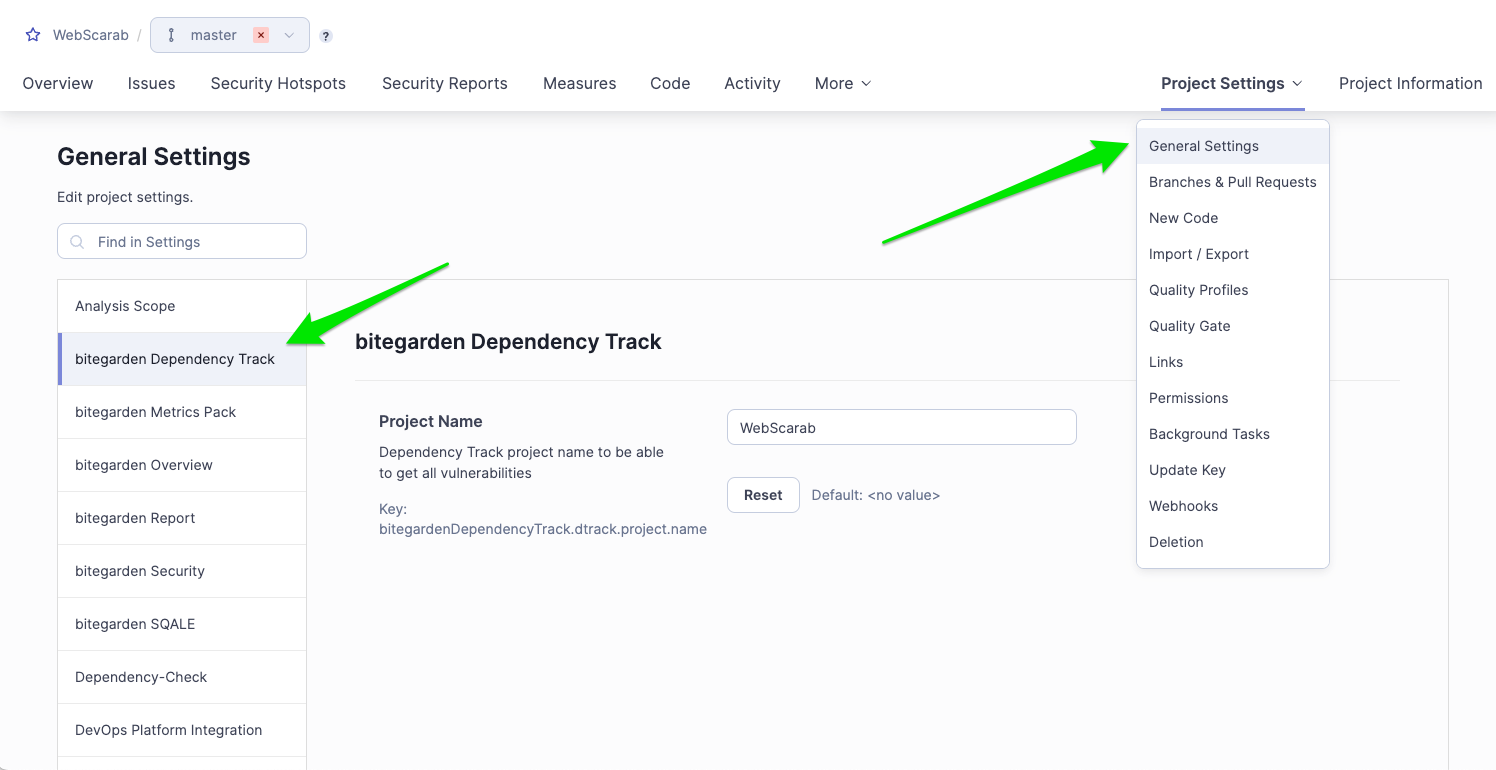 WebScarab / master × ?
Overview Issues Security Hotspots Security Reports Measures Code Activity More Project Settings Project Information
General Settings
Edit project settings.
Find in Settings
Analysis Scope
bitegarden Dependency Track
bitegarden Metrics Pack
bitegarden Overview
bitegarden Report
bitegarden Security
bitegarden SQALE
Dependency-Check
DevOps Platform Integration
bitegarden Dependency Track
Project Name
Dependency Track project name to be able
to get all vulnerabilities
Key:
bitegardenDependencyTrack.dtrack.project.name
WebScarab
Reset Default: <no value>
General Settings
Branches & Pull Requests
New Code
Import / Export
Quality Profiles
Quality Gate
Links
Permissions
Background Tasks
Update Key
Webhooks
Deletion